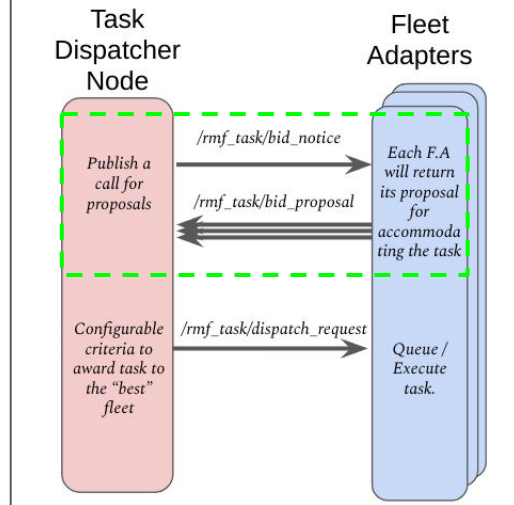 Task
Dispatcher
Node
Fleet
Adapters
Publish a
call for
proposals
/rmf_task/bid_notice
/rmf_task/bid_proposal
Each F.A
will return
its proposal
for
accommoda
ting the task
Configurable
criteria to
award task to
the “best”
fleet
/rmf_task/dispatch_request
Queue /
Execute
task.